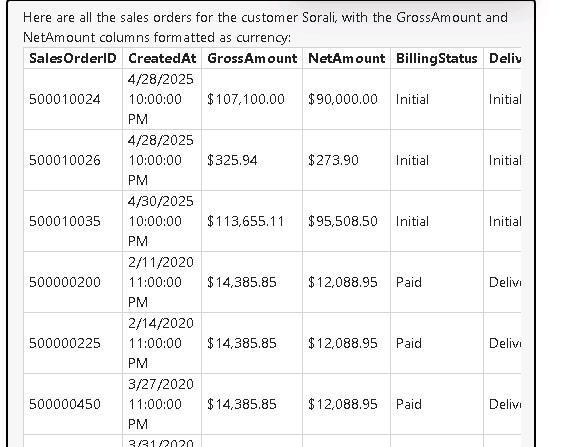 Here are all the sales orders for the customer Sorali, with the GrossAmount and
NetAmount columns formatted as currency:
SalesOrderID CreatedAt GrossAmount NetAmount BillingStatus Deliv
500010024 4/28/2025 10:00:00 PM $107,100.00 $90,000.00 Initial Initial
500010026 4/28/2025 10:00:00 PM $325.94 $273.90 Initial Initial
500010035 4/30/2025 10:00:00 PM $113,655.11 $95,508.50 Initial Initial
500000200 2/11/2020 11:00:00 PM $14,385.85 $12,088.95 Paid Delive
500000225 2/14/2020 11:00:00 PM $14,385.85 $12,088.95 Paid Delive
500000450 3/27/2020 11:00:00 PM $14,385.85 $12,088.95 Paid Delive
3/31/2020